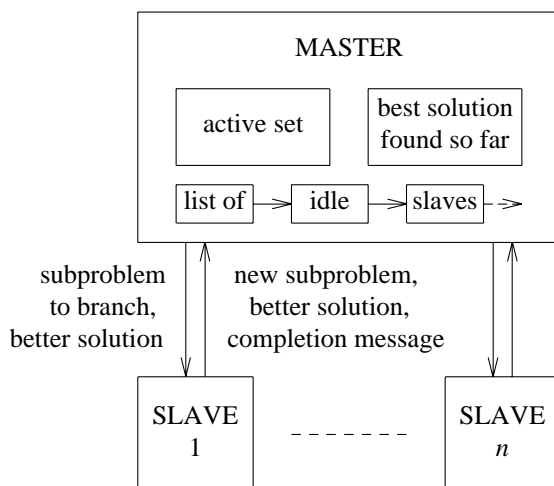 MASTER
active set
best solution
found so far
list of
idle
slaves
subproblem
to branch,
better solution
new subproblem,
better solution,
completion message
SLAVE
1
SLAVE
n